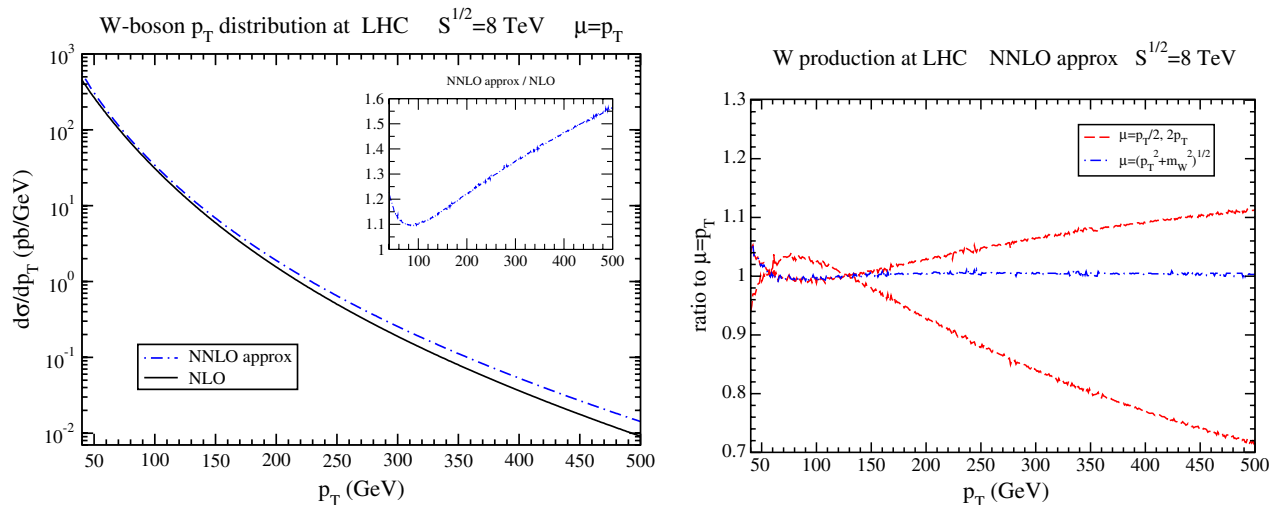 W-boson p_T distribution at LHC S^1/2=8 TeV μ=p_T
10^3
10^2
10^1
10^0
10^-1
10^-2
dσ/dp_T (pb/GeV)
NNLO approx / NLO
1.6
1.5
1.4
1.3
1.2
1.1
1
100 200 300 400 500
NNLO approx
NLO
50 100 150 200 250 300 350 400 450 500
p_T (GeV)
W production at LHC NNLO approx S^1/2=8 TeV
1.3
1.2
1.1
1
0.9
0.8
0.7
ratio to μ=p_T
μ=p_T/2, 2p_T
μ=(p_T^2+m_W^2)^1/2
50 100 150 200 250 300 350 400 450 500
p_T (GeV)